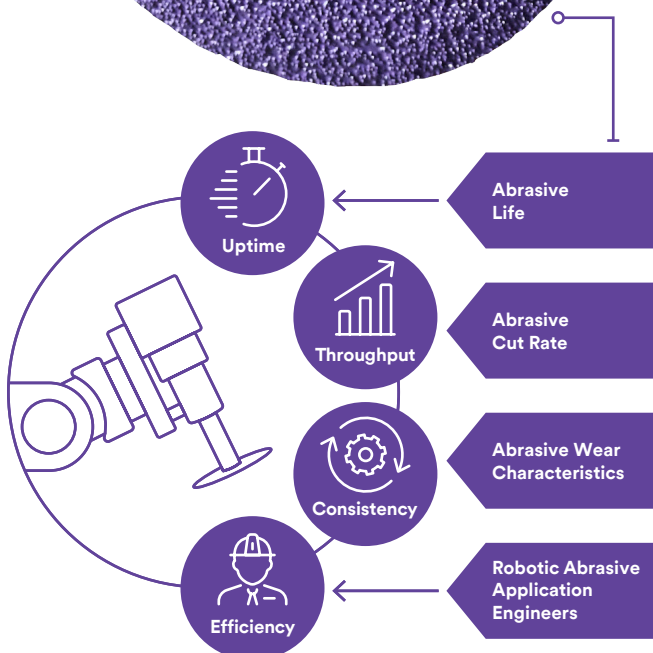 Uptime
Abrasive
Life
Throughput
Abrasive
Cut Rate
Consistency
Abrasive Wear
Characteristics
Efficiency
Robotic Abrasive
Application
Engineers